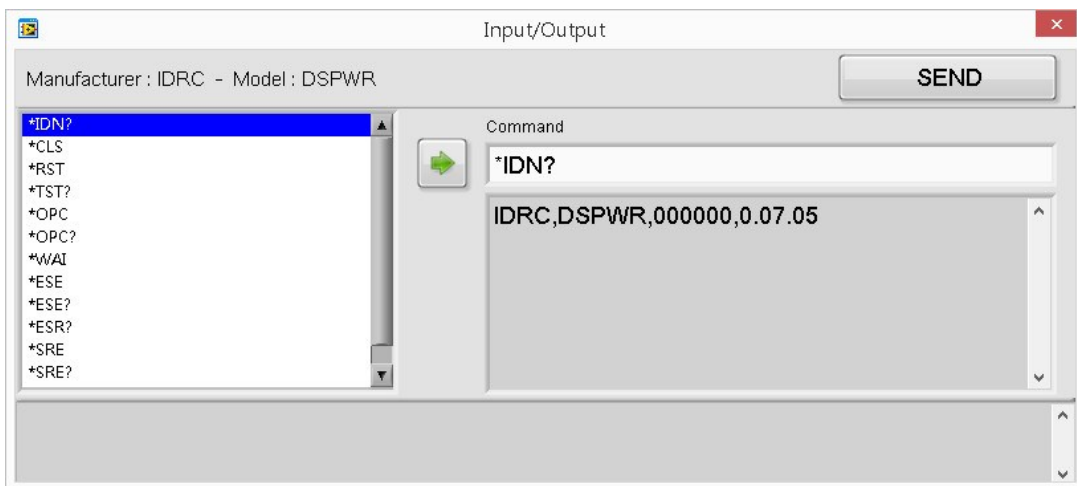 Input/Output
Manufacturer : IDRC - Model : DSPWR
SEND
*IDN?
*CLS
*RST
*TST?
*OPC
*OPC?
*WAI
*ESE
*ESE?
*ESR?
*SRE
*SRE?
Command
*IDN?
IDRC,DSPWR,000000,0.07.05